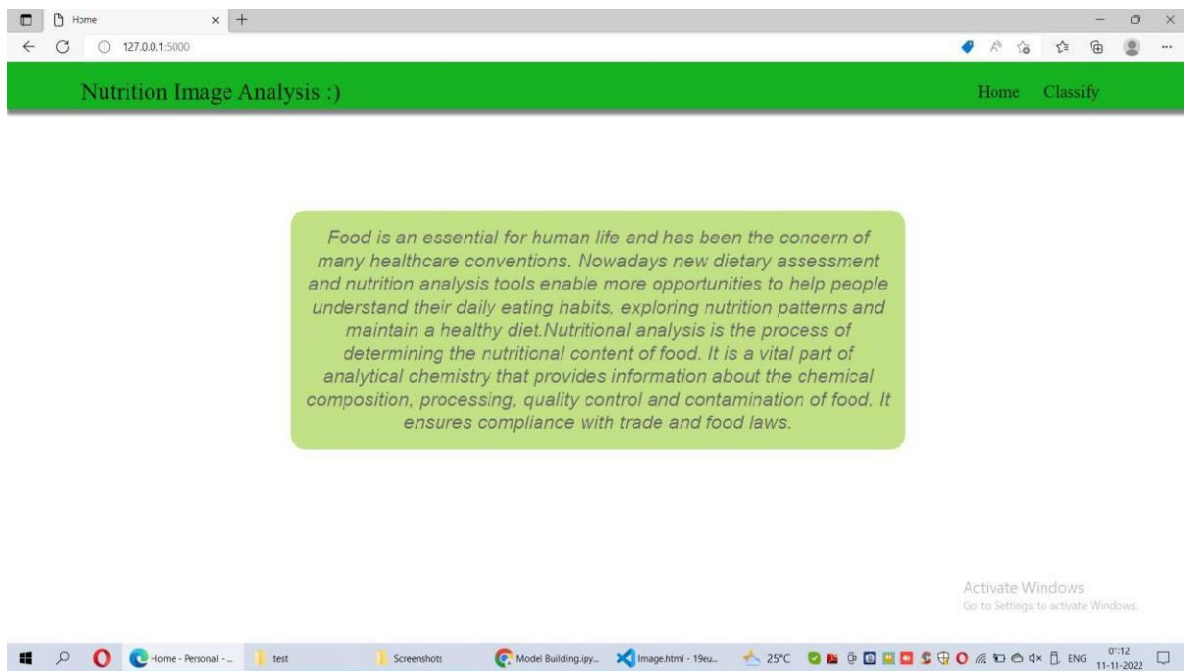 Home
127.0.0.1:5000
Nutrition Image Analysis :)
Home Classify
Food is an essential for human life and has been the concern of
many healthcare conventions. Nowadays new dietary assessment
and nutrition analysis tools enable more opportunities to help people
understand their daily eating habits, exploring nutrition patterns and
maintain a healthy diet.Nutritional analysis is the process of
determining the nutritional content of food. It is a vital part of
analytical chemistry that provides information about the chemical
composition, processing, quality control and contamination of food. It
ensures compliance with trade and food laws.
Activate Windows
Go to Settings to activate Windows.
Home - Personal - ... test Screenshots Model Building.ipy... Image.html - 19eu... 25°C ENG
11-11-2022